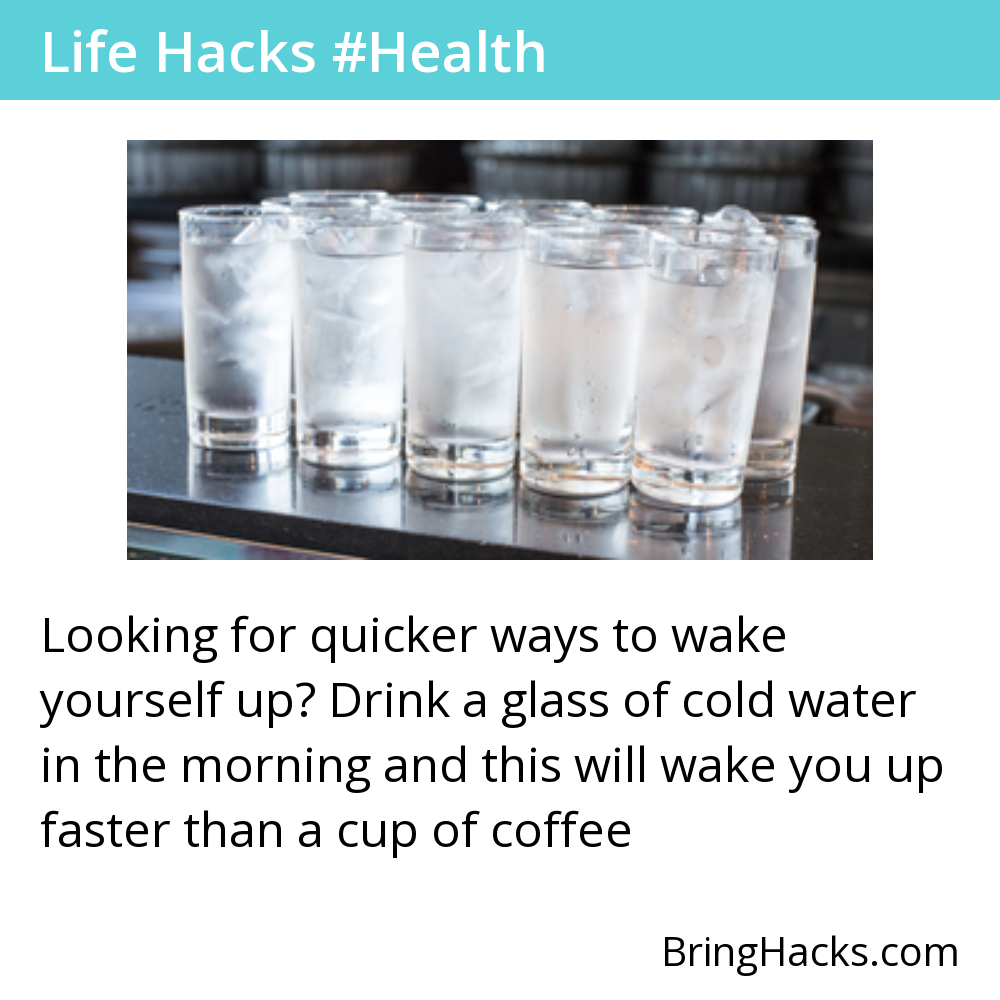 Life Hacks #Health
Looking for quicker ways to wake
yourself up? Drink a glass of cold water
in the morning and this will wake you up
faster than a cup of coffee
BringHacks.com